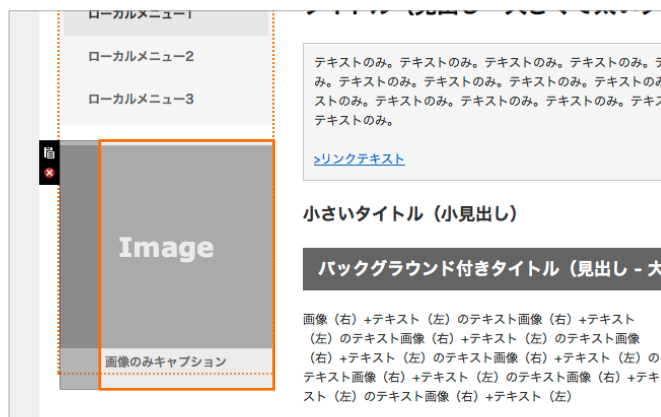 ローカルメニュー1
ローカルメニュー2
ローカルメニュー3
Image
画像のみキャプション
テキストのみ。テキストのみ。テキストのみ。テキストのみ。
み。テキストのみ。テキストのみ。テキストのみ。テキストのみ
ストのみ。テキストのみ。テキストのみ。テキストのみ。テキス
テキストのみ。
>リンクテキスト
小さいタイトル（小見出し）
バックグラウンド付きタイトル（見出し - 大
画像（右）+テキスト（左）のテキスト画像（右）+テキスト
（左）のテキスト画像（右）+テキスト（左）のテキスト画像
（右）+テキスト（左）のテキスト画像（右）+テキスト（左）の
テキスト画像（右）+テキスト（左）のテキスト画像（右）+テキ
スト（左）のテキスト画像（右）+テキスト（左）